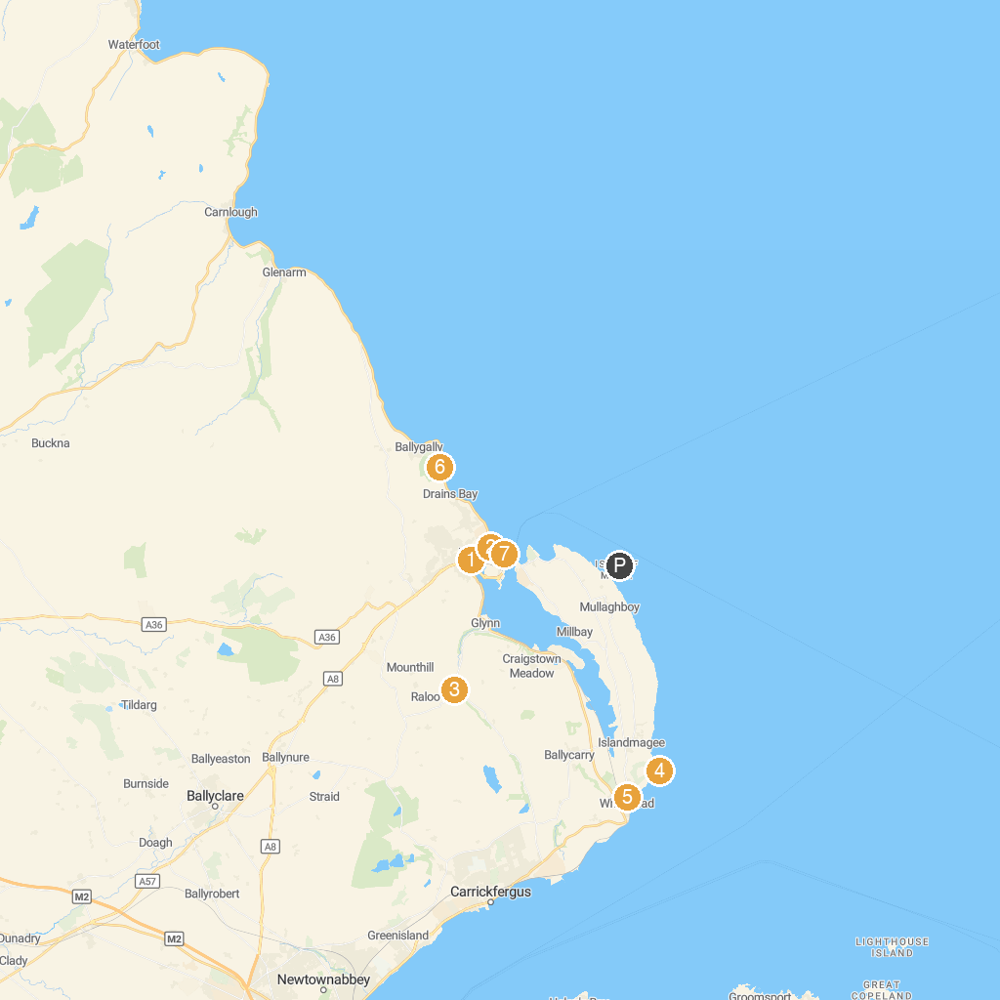 Waterfoot
Carnlough
Glenarm
Buckna
Ballygally
6
Drains Bay
2
7
1
P
Mullaghboy
Glynn
A36
Millbay
A36
Craigstown
Meadow
Mounthill
A8
3
Raloo
Tildarg
Islandmagee
Ballycarry
Ballyeaston
Ballynure
4
Burnside
Ballyclare
Straid
5
Doagh
A8
A57
Ballyrobert
M2
Carrickfergus
M2
Greenisland
Dunadry
LIGHTHOUSE
ISLAND
Clady
Newtownabbey
GREAT
COPELAND
Groomsport